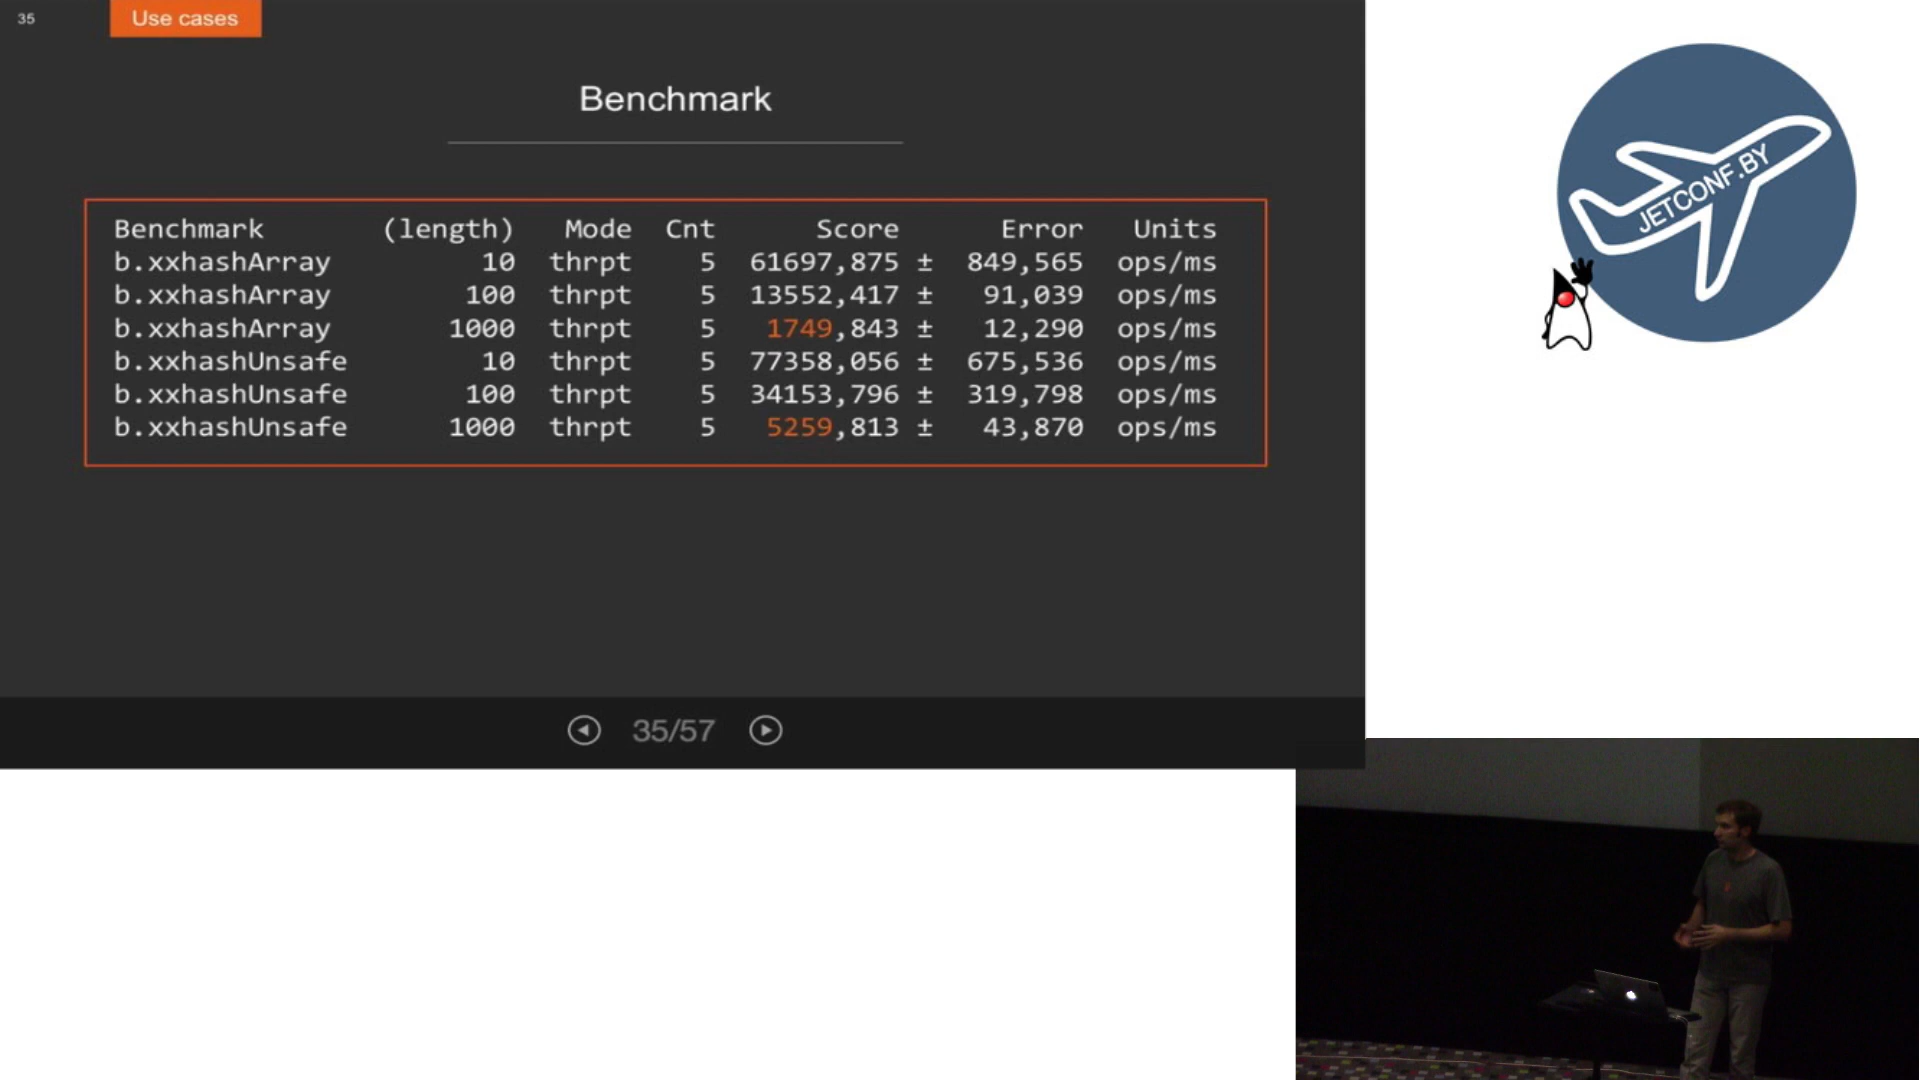 35
Use cases
Benchmark
Benchmark (length) Mode Cnt Score Error Units
b.xxhashArray 10 thrpt 5 61697,875 ± 849,565 ops/ms
b.xxhashArray 100 thrpt 5 13552,417 ± 91,039 ops/ms
b.xxhashArray 1000 thrpt 5 1749,843 ± 12,290 ops/ms
b.xxhashUnsafe 10 thrpt 5 77358,056 ± 675,536 ops/ms
b.xxhashUnsafe 100 thrpt 5 34153,796 ± 319,798 ops/ms
b.xxhashUnsafe 1000 thrpt 5 5259,813 ± 43,870 ops/ms
35/57
JETCONF.BY